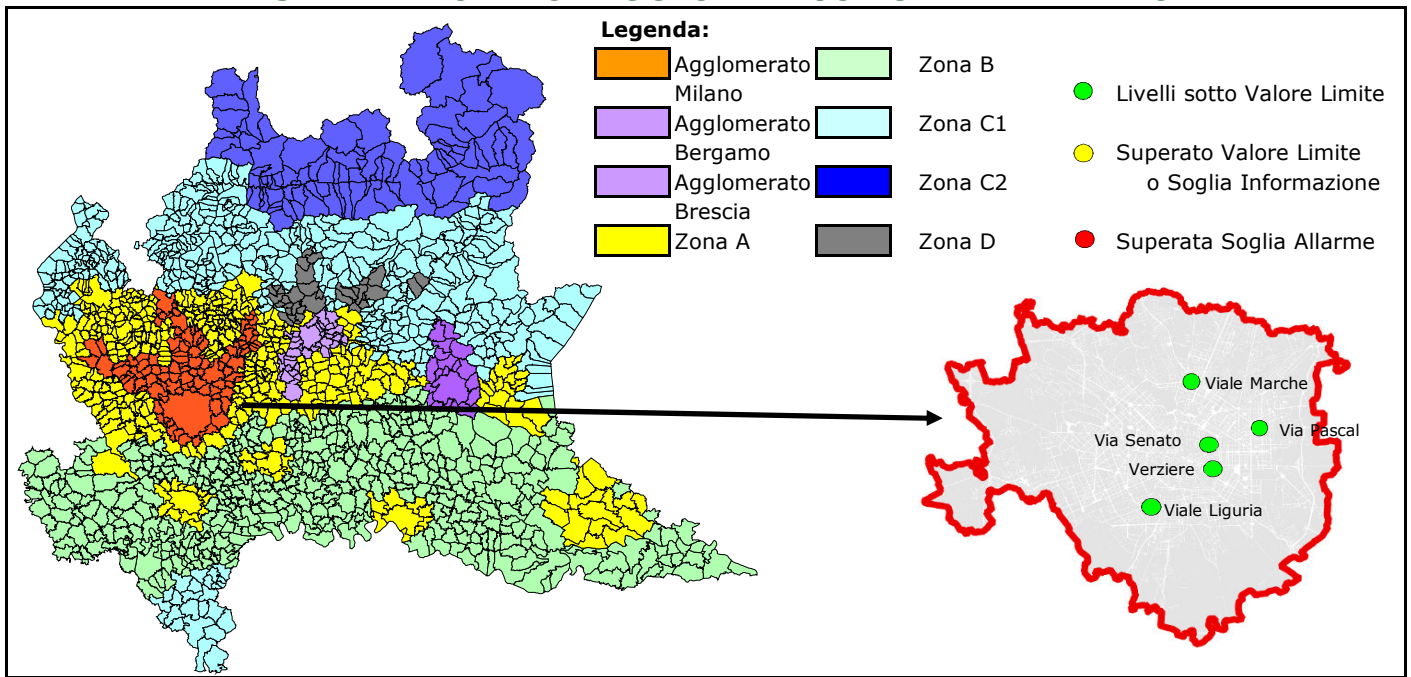 Legenda:
Agglomerato
Milano
Agglomerato
Bergamo
Agglomerato
Brescia
Zona A
Zona B
Zona C1
Zona C2
Zona D
Livelli sotto Valore Limite
Superato Valore Limite
o Soglia Informazione
Superata Soglia Allarme
Viale Marche
Via Pascal
Via Senato
Verziere
Viale Liguria